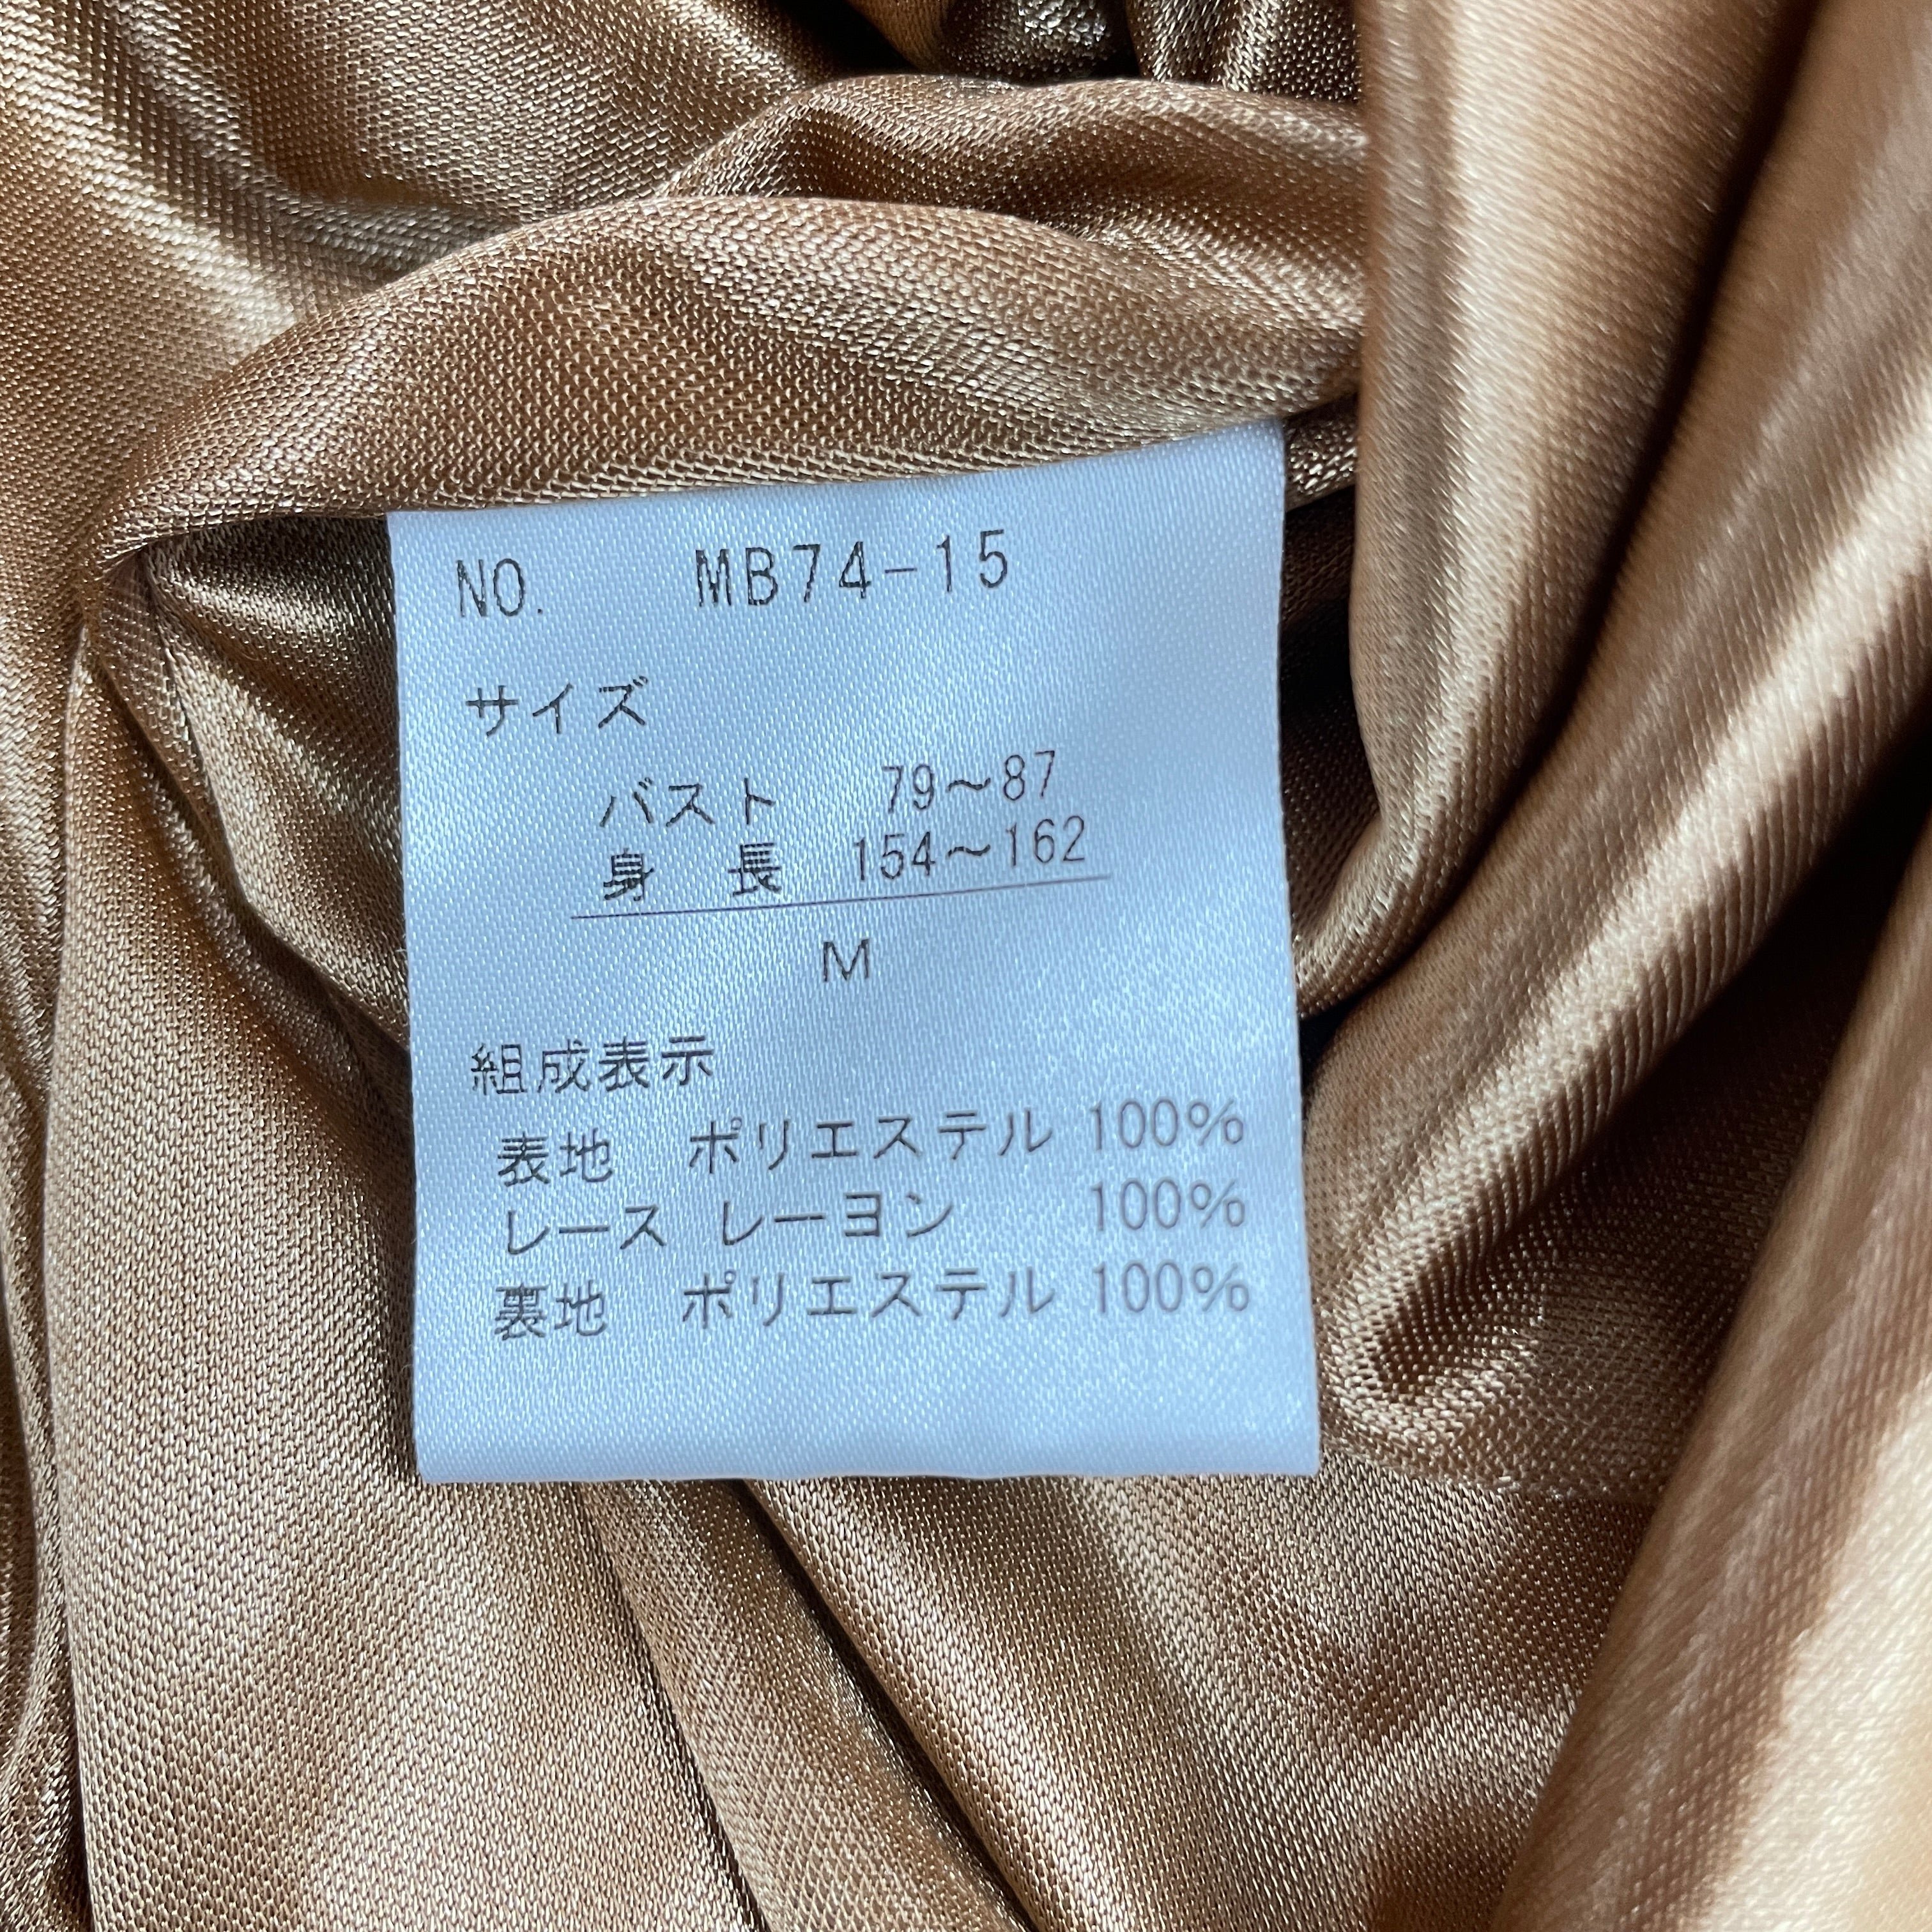 NO. MB74-15
サイズ
バスト 79～87
身 長 154～162
M
組成表示
表地 ポリエステル 100%
レース レーヨン 100%
裏地 ポリエステル 100%